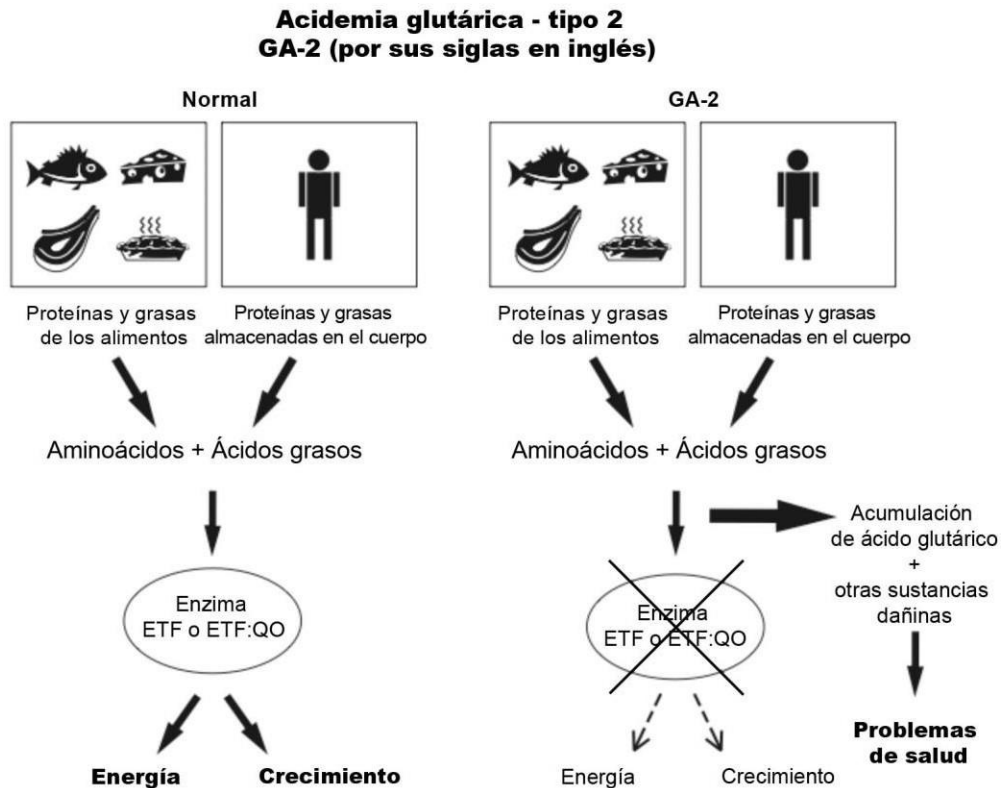 Acidemia glutárica - tipo 2
GA-2 (por sus siglas en inglés)
Normal
Proteínas y grasas
de los alimentos
Proteínas y grasas
almacenadas en el cuerpo
Aminoácidos + Ácidos grasos
Enzima
ETF o ETF:QO
Energía
Crecimiento
GA-2
Proteínas y grasas
de los alimentos
Proteínas y grasas
almacenadas en el cuerpo
Aminoácidos + Ácidos grasos
Acumulación
de ácido glutárico
+
otras sustancias
dañinas
Enzima
ETF o ETF:QO
Energía
Crecimiento
Problemas
de salud